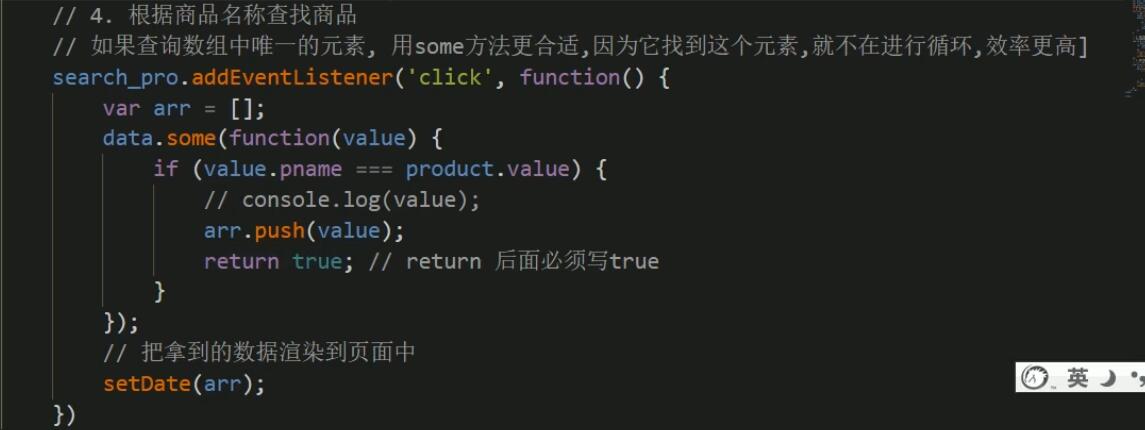 // 4. 根据商品名称查找商品
// 如果查询数组中唯一的元素, 用some方法更合适,因为它找到这个元素,就不在进行循环,效率更高]
search_pro.addEventListener('click', function() {
var arr = [];
data.some(function(value) {
if (value.pname === product.value) {
// console.log(value);
arr.push(value);
return true; // return 后面必须写true
}
});
// 把拿到的数据渲染到页面中
setDate(arr);
})
英